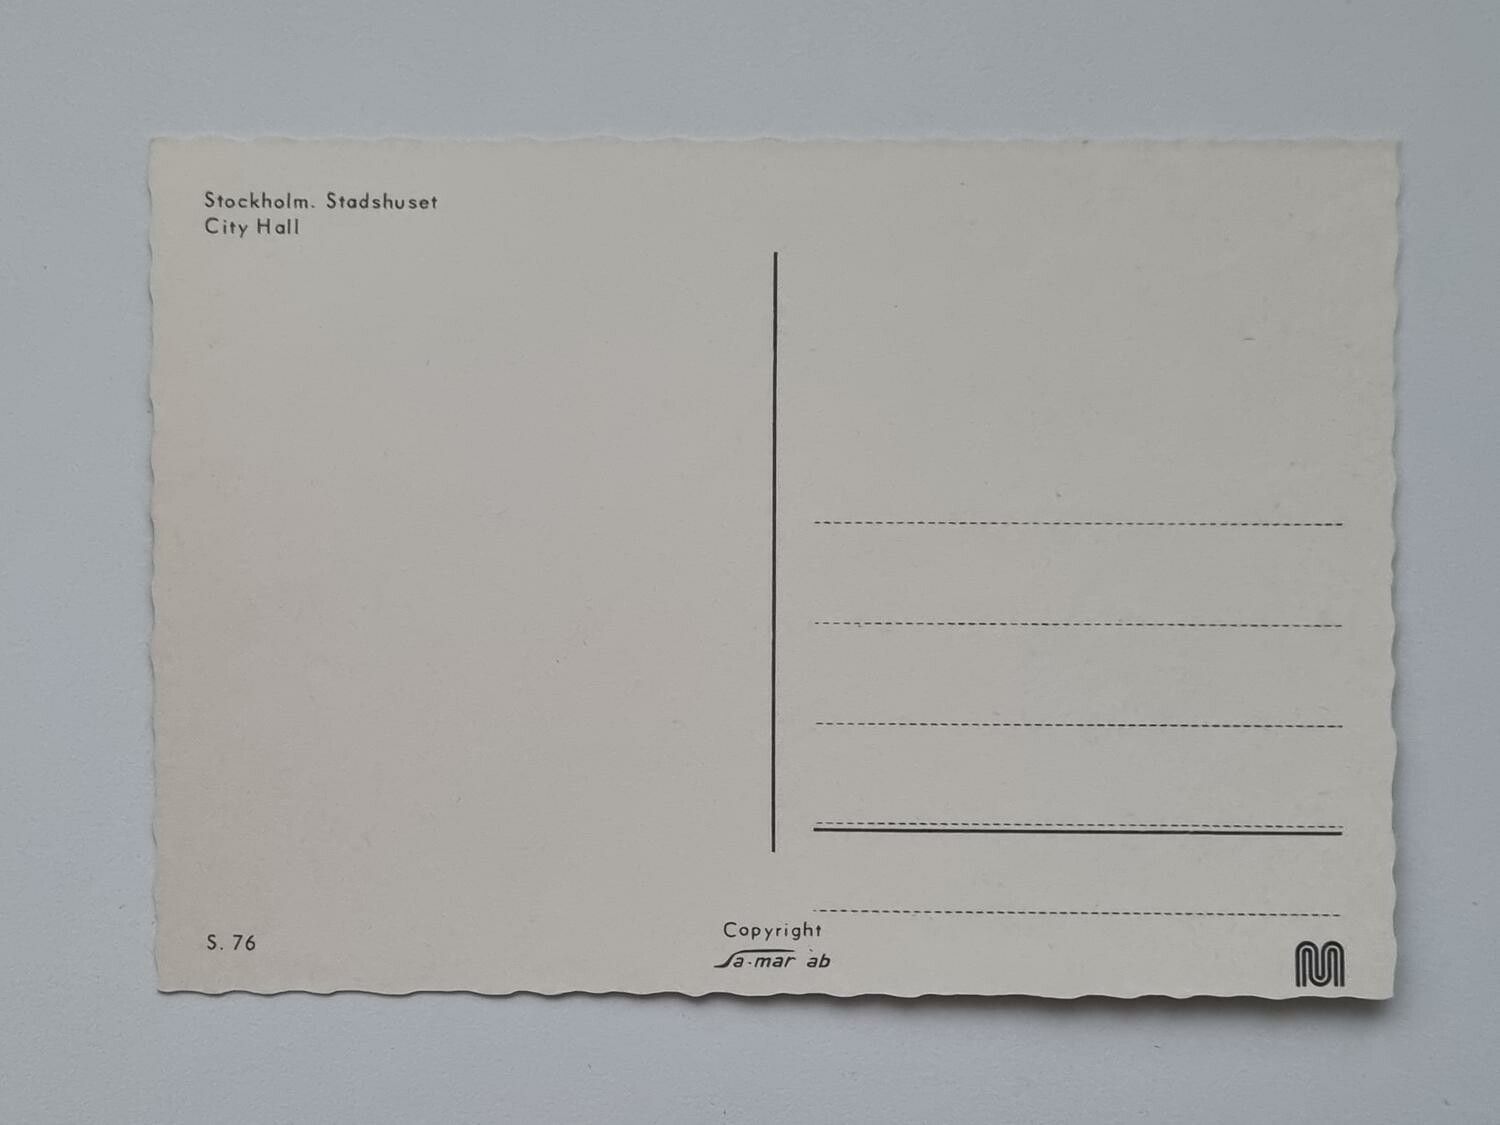 Stockholm. Stadshuset
City Hall
S. 76
Copyright
Sa-mar ab
M